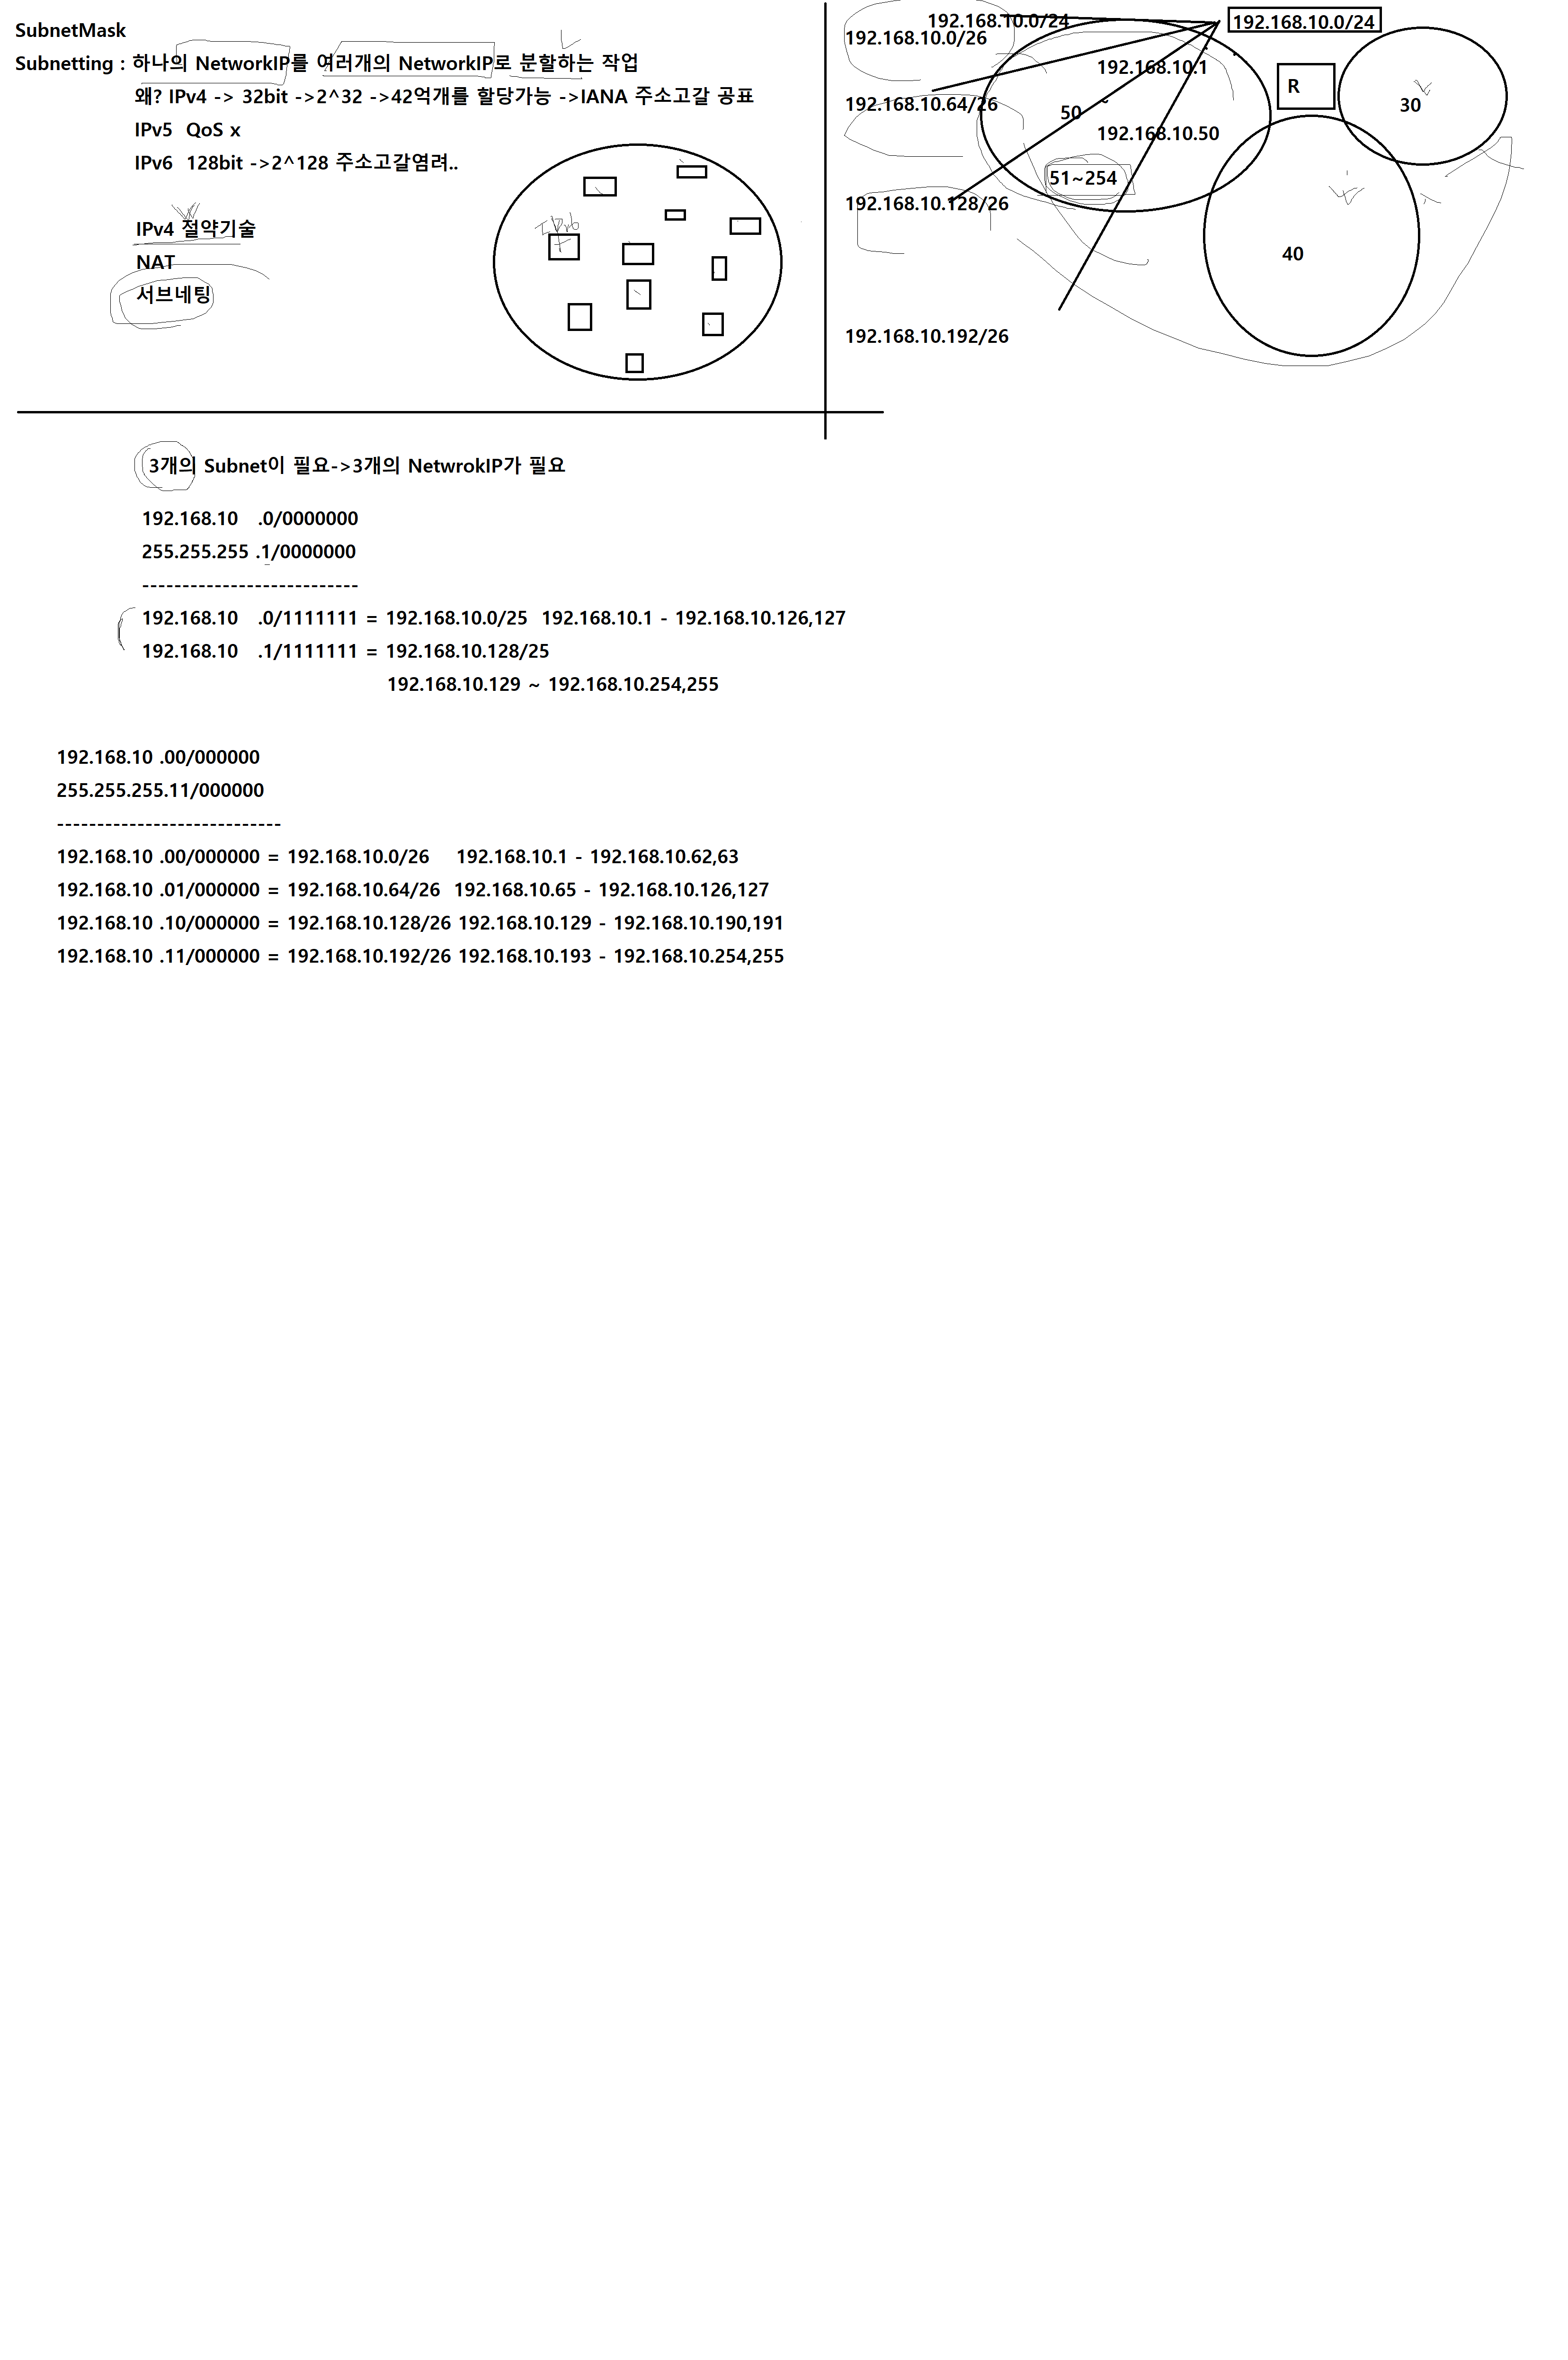 SubnetMask
Subnetting : 하나의 NetworkIP를 여러개의 NetworkIP로 분할하는 작업
왜? IPv4 -> 32bit ->2^32 ->42억개를 할당가능 ->IANA 주소고갈 공표
IPv5  QoS x
IPv6  128bit ->2^128 주소고갈염려..
IPv4 절약기술
NAT
서브네팅
IPv6
192.168.10.0/24
192.168.10.0/24
192.168.10.0/26
192.168.10.1
R
30
192.168.10.64/26
50
~
192.168.10.50
51~254
192.168.10.128/26
40
192.168.10.192/26
3개의 Subnet이 필요->3개의 NetwrokIP가 필요
192.168.10   .0/0000000
255.255.255 .1/0000000
---------------------------
192.168.10   .0/1111111 = 192.168.10.0/25  192.168.10.1 - 192.168.10.126,127
192.168.10   .1/1111111 = 192.168.10.128/25
192.168.10.129 ~ 192.168.10.254,255
192.168.10 .00/000000
255.255.255.11/000000
----------------------------
192.168.10 .00/000000 = 192.168.10.0/26    192.168.10.1 - 192.168.10.62,63
192.168.10 .01/000000 = 192.168.10.64/26  192.168.10.65 - 192.168.10.126,127
192.168.10 .10/000000 = 192.168.10.128/26 192.168.10.129 - 192.168.10.190,191
192.168.10 .11/000000 = 192.168.10.192/26 192.168.10.193 - 192.168.10.254,255